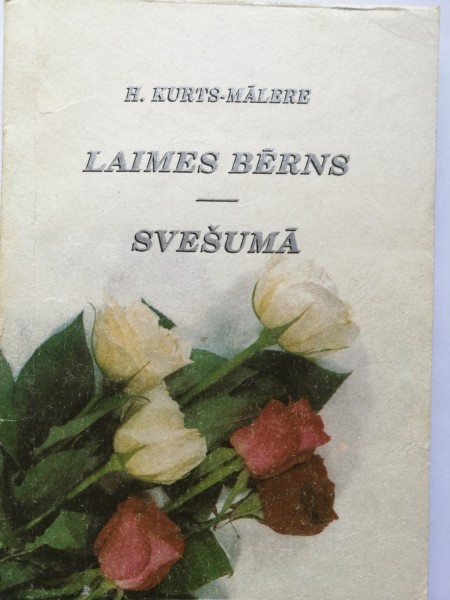 H. KURTS-MĀLERE
LAIMES BĒRNS
—
SVEŠUMĀ